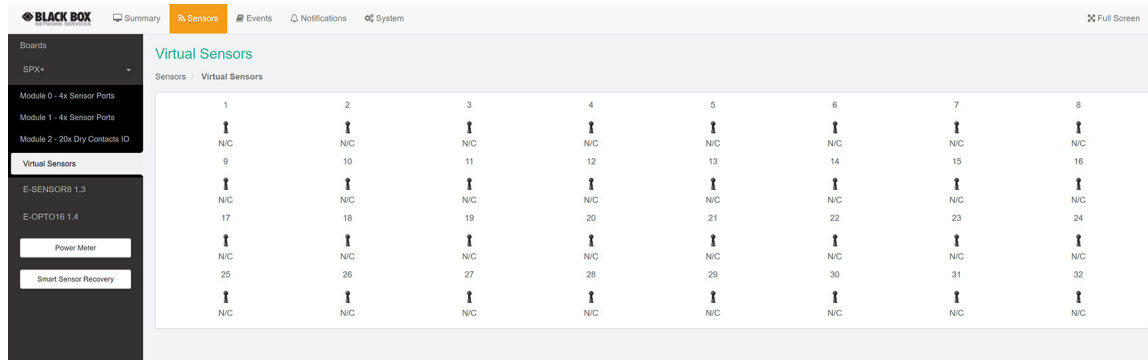 BLACK BOX
NETWORK SERVICES
Summary
Sensors
Events
Notifications
System
Full Screen
Boards
SPX+
Module 0 - 4x Sensor Ports
Module 1 - 4x Sensor Ports
Module 2 - 20x Dry Contacts IO
Virtual Sensors
E-SENSOR8 1.3
E-OPTO16 1.4
Power Meter
Smart Sensor Recovery
Virtual Sensors
Sensors / Virtual Sensors
1 2 3 4 5 6 7 8
N/C N/C N/C N/C N/C N/C N/C N/C
9 10 11 12 13 14 15 16
N/C N/C N/C N/C N/C N/C N/C N/C
17 18 19 20 21 22 23 24
N/C N/C N/C N/C N/C N/C N/C N/C
25 26 27 28 29 30 31 32
N/C N/C N/C N/C N/C N/C N/C N/C